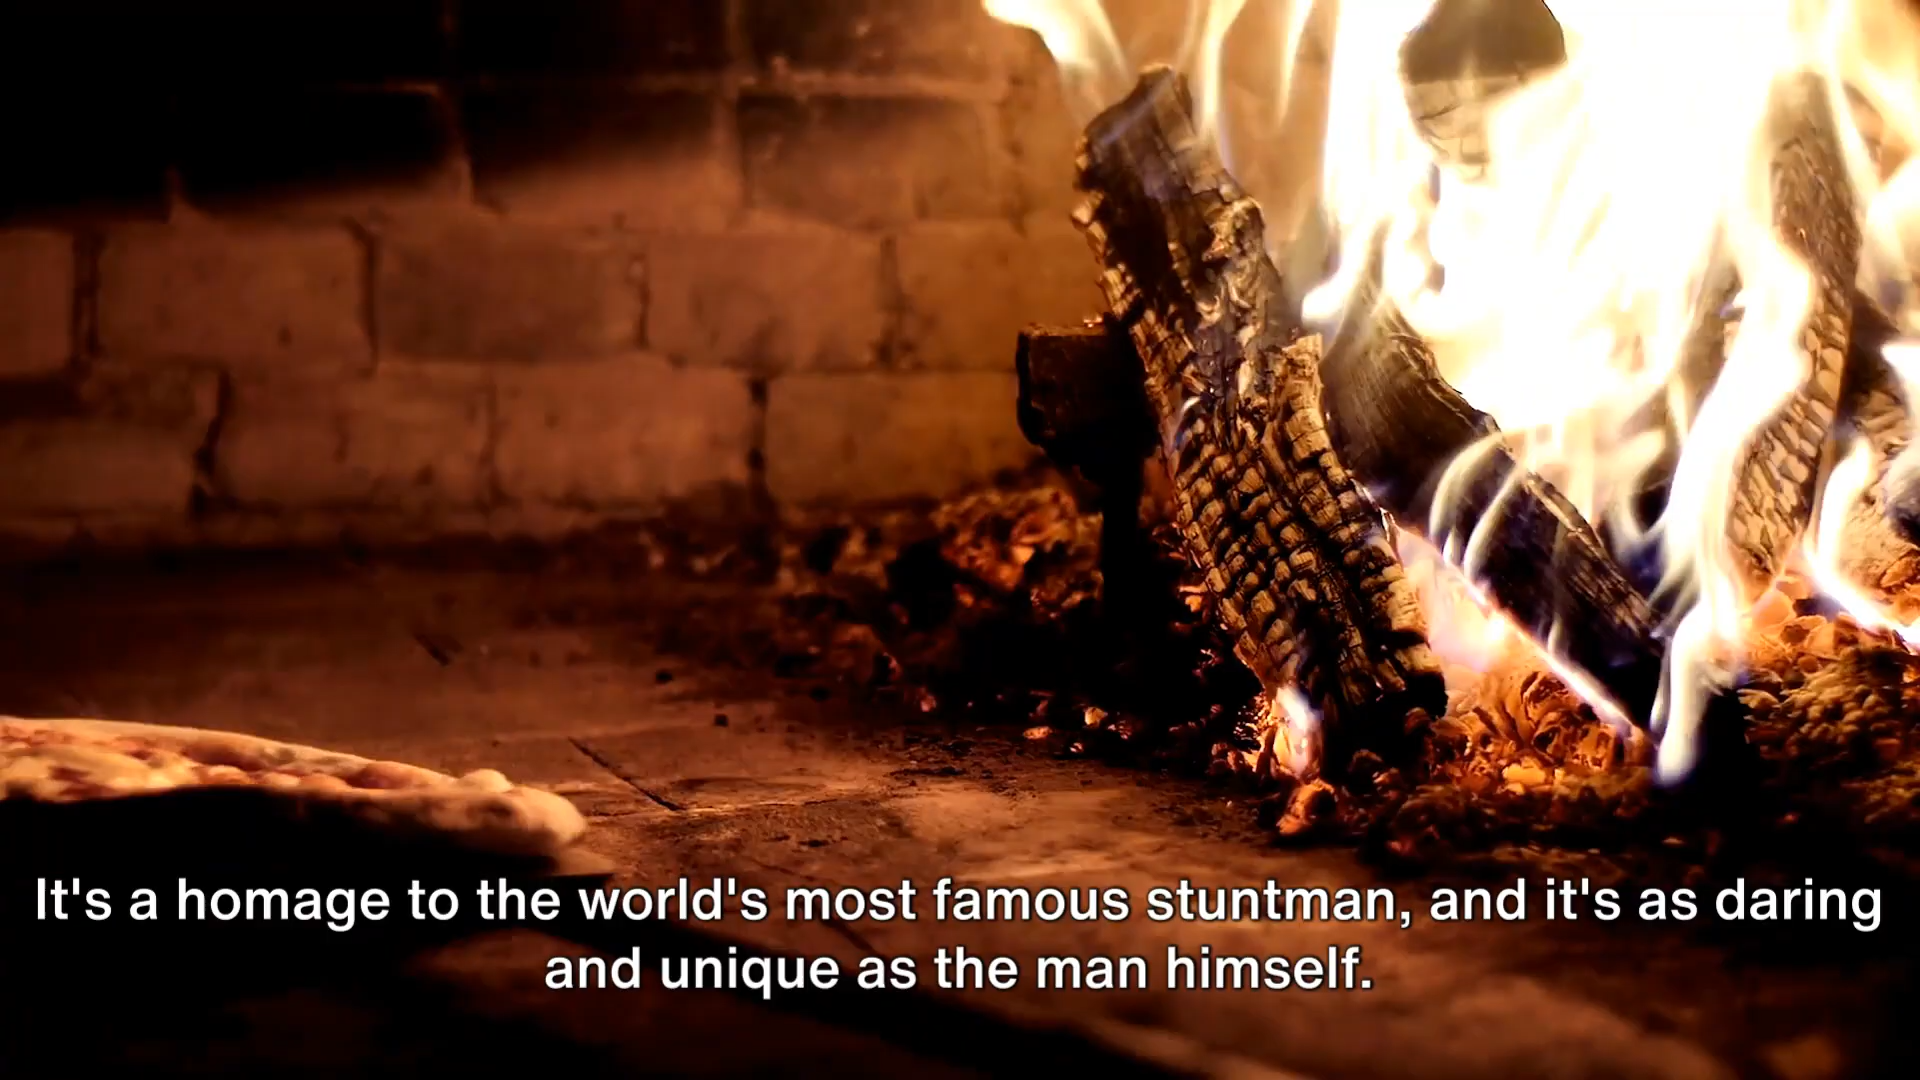 It's a homage to the world's most famous stuntman, and it's as daring
and unique as the man himself.